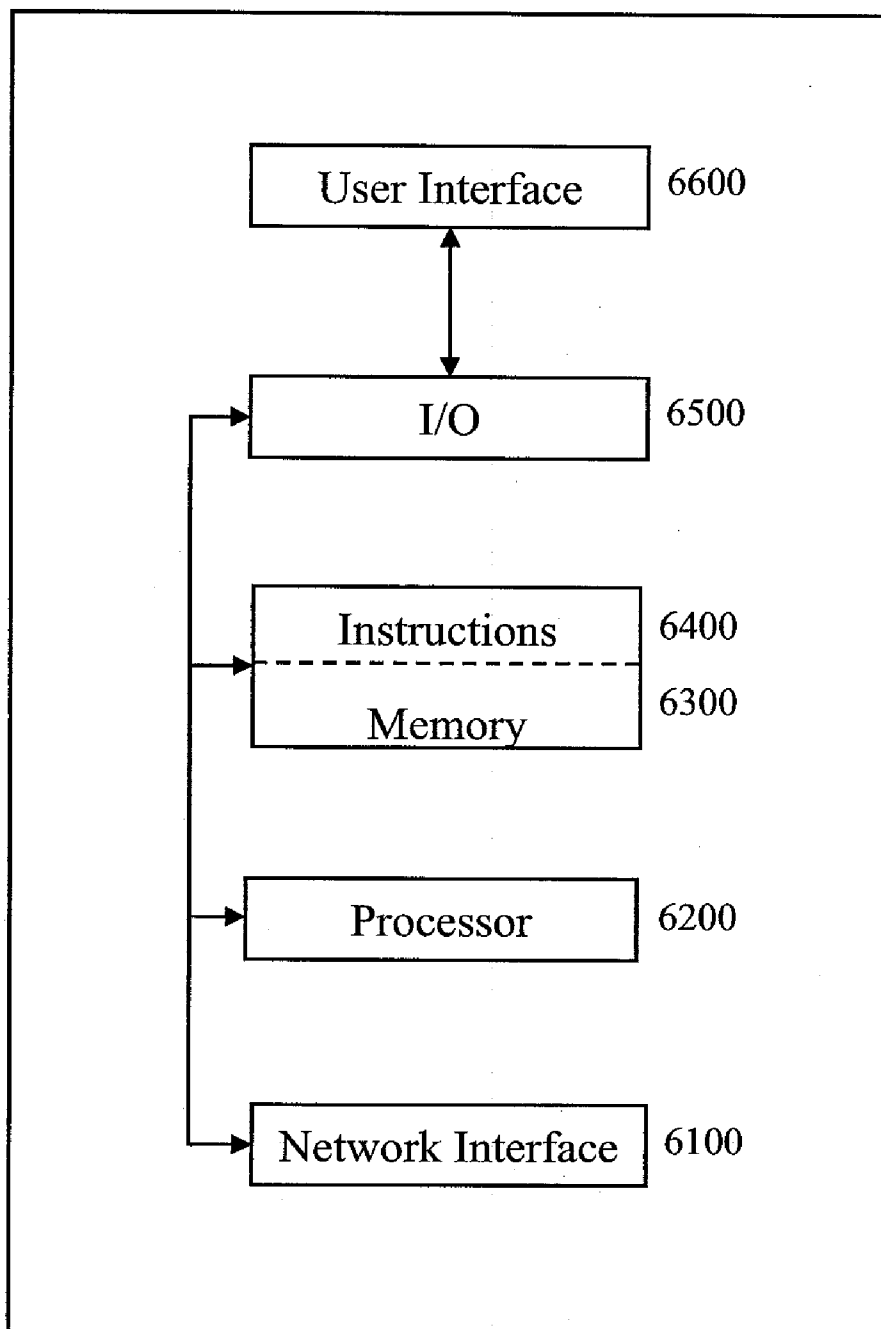 User Interface 6600
I/O 6500
Instructions 6400
Memory 6300
Processor 6200
Network Interface 6100